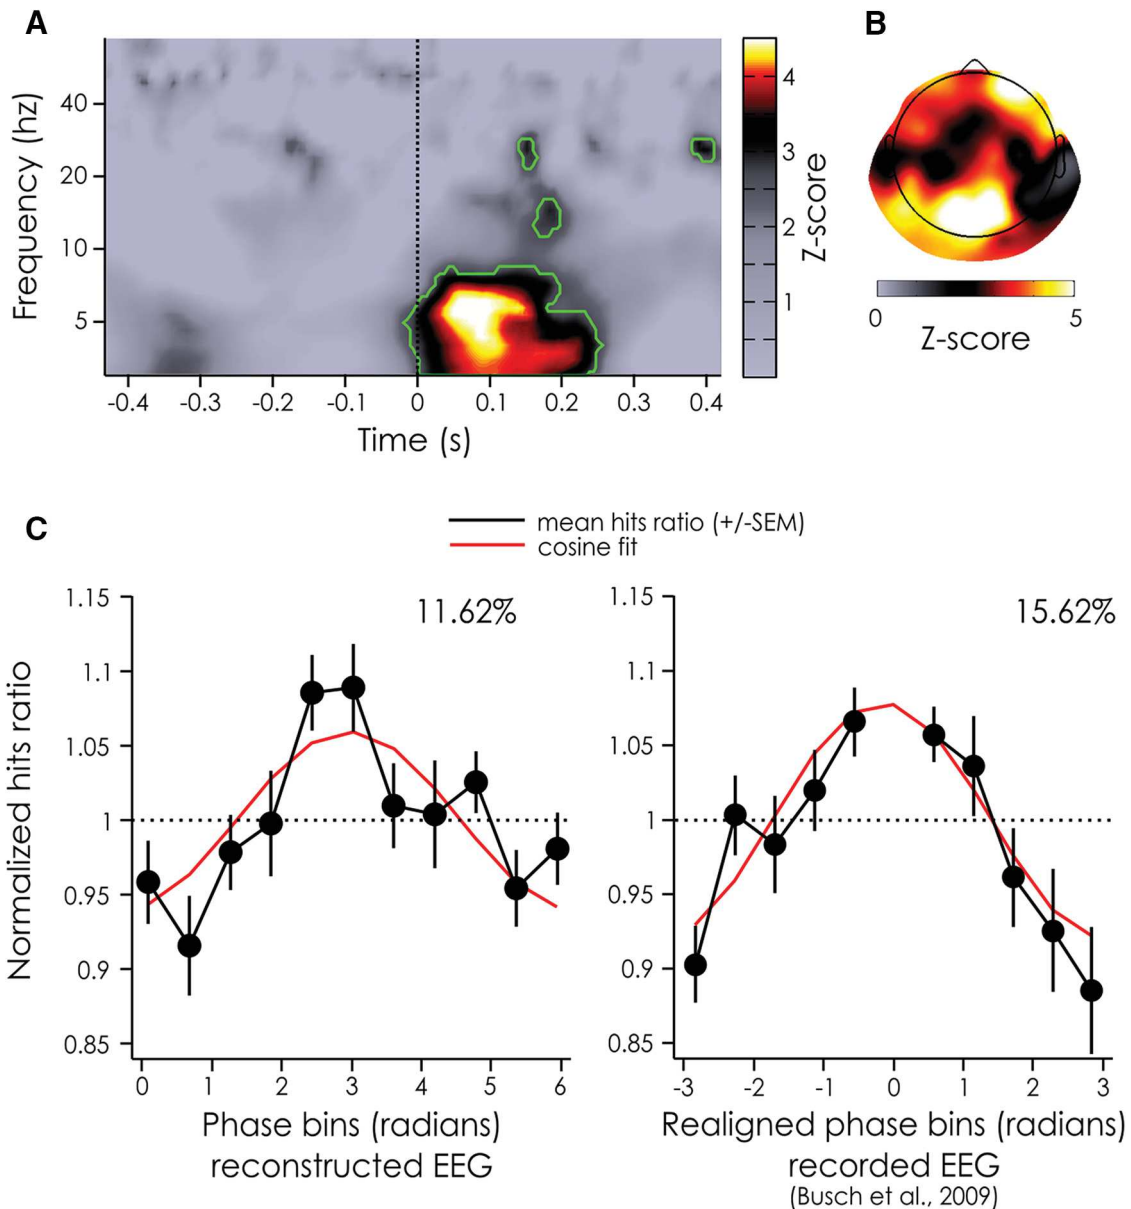 A
Frequency (hz)
40
20
10
5
-0.4 -0.3 -0.2 -0.1 0 0.1 0.2 0.3 0.4
Time (s)
4
3
2
1
Z-score
B
0 5
Z-score
C
mean hits ratio (+/-SEM)
cosine fit
Normalized hits ratio
1.15
1.1
1.05
1
0.95
0.9
0.85
11.62%
0 1 2 3 4 5 6
Phase bins (radians)
reconstructed EEG
1.15
1.1
1.05
1
0.95
0.9
0.85
15.62%
-3 -2 -1 0 1 2 3
Realigned phase bins (radians)
recorded EEG
(Busch et al., 2009)